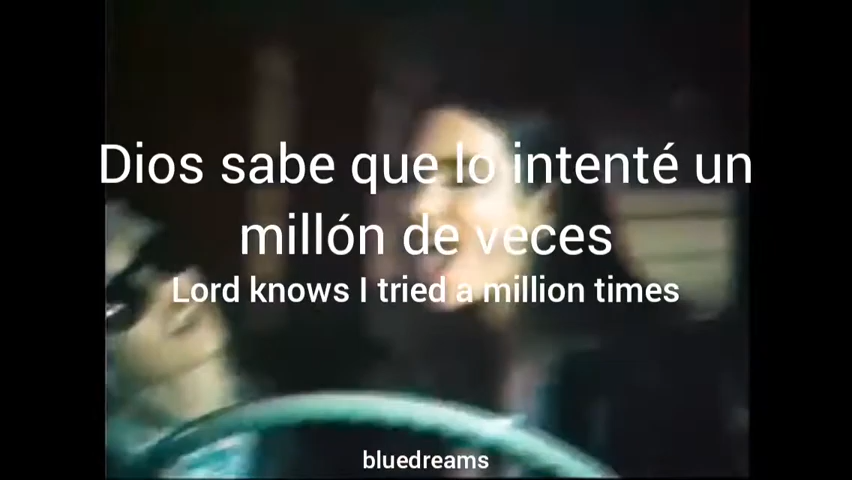 Dios sabe que lo intenté un
millón de veces
Lord knows I tried a million times
bluedreams